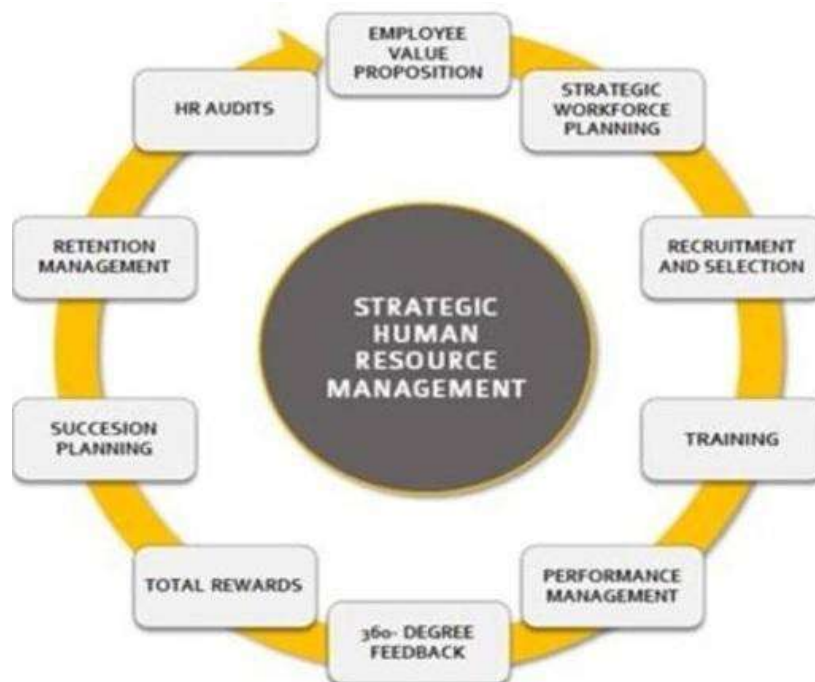 EMPLOYEE
VALUE
PROPOSITION
STRATEGIC
WORKFORCE
PLANNING
RECRUITMENT
AND SELECTION
TRAINING
PERFORMANCE
MANAGEMENT
360- DEGREE
FEEDBACK
TOTAL REWARDS
SUCCESION
PLANNING
RETENTION
MANAGEMENT
HR AUDITS
STRATEGIC
HUMAN
RESOURCE
MANAGEMENT